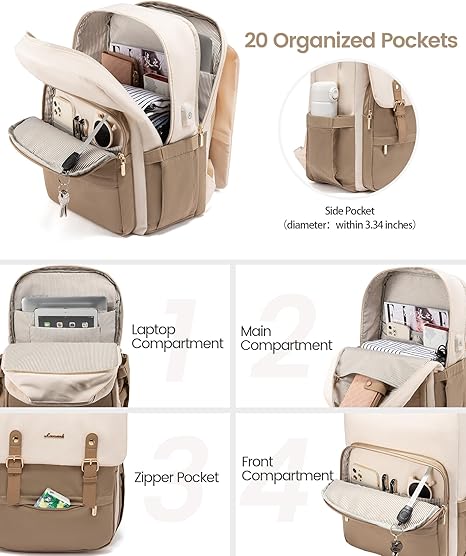 20 Organized Pockets
Side Pocket
(diameter: within 3.34 inches)
1
Laptop
Compartment
2
Main
Compartment
3
Zipper Pocket
4
Front
Compartment